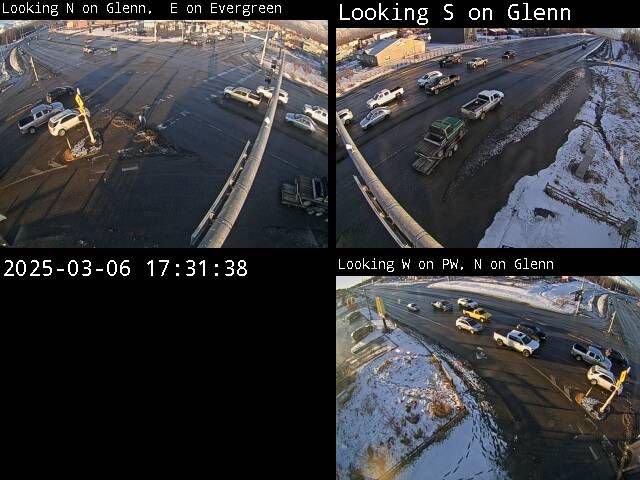 Looking N on Glenn, E on Evergreen
Looking S on Glenn
2025-03-06 17:31:38
Looking W on PW, N on Glenn